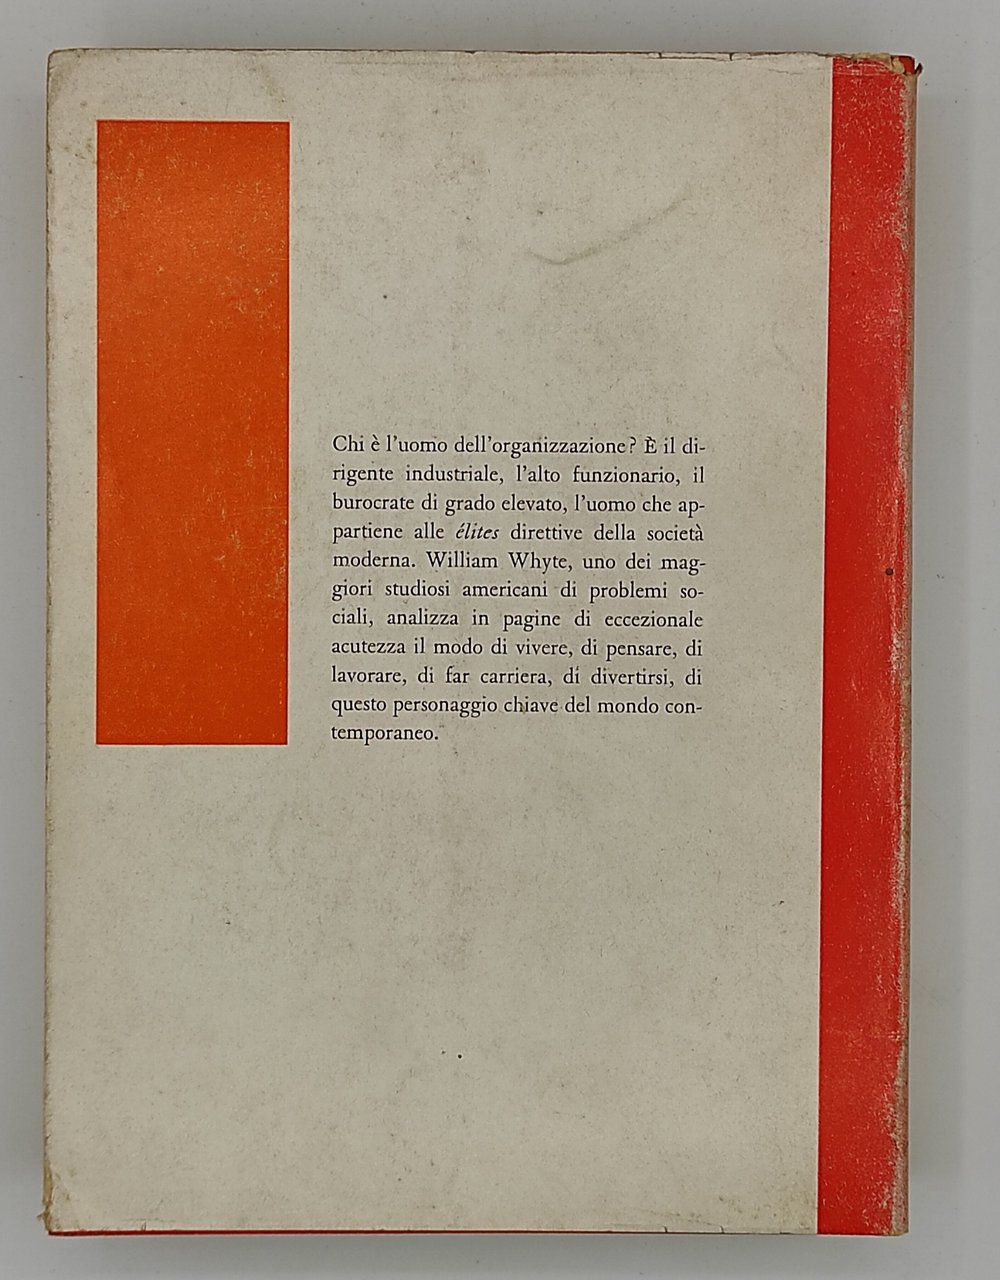 Chi è l'uomo dell'organizzazione? È il di-
rigente industriale, l'alto funzionario, il
burocrate di grado elevato, l'uomo che ap-
partiene alle élites direttive della società
moderna. William Whyte, uno dei mag-
giori studiosi americani di problemi so-
ciali, analizza in pagine di eccezionale
acutezza il modo di vivere, di pensare, di
lavorare, di far carriera, di divertirsi, di
questo personaggio chiave del mondo con-
temporaneo.